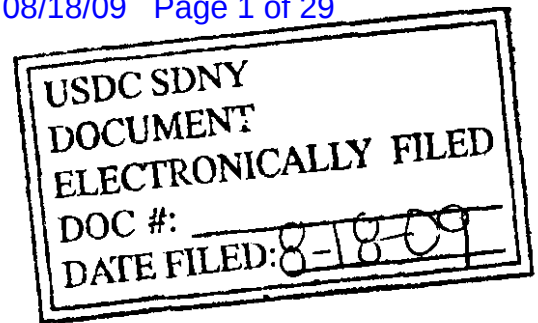 08/18/09 Page 1 of 29
USDC SDNY
DOCUMENT
ELECTRONICALLY FILED
DOC #:
DATE FILED: 8-18-09